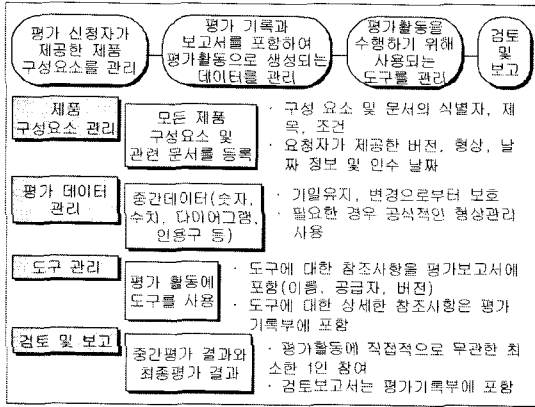 평가 신청자가
제공한 제품
구성요소를 관리
평가 기록과
보고서를 포함하여
평가활동으로 생성되는
데이터를 관리
평가활동을
수행하기 위해
사용되는
도구를 관리
검토
및
보고
제품
구성요소 관리
모든 제품
구성요소 및
관련 문서를 등록
· 구성 요소 및 문서의 식별자, 제
목, 조건
· 요청자가 제공한 버전, 형상, 날
짜 정보 및 인수 날짜
평가 데이터
관리
중간데이터(숫자,
수치, 다이어그램,
인용구 등)
· 기밀유지, 변경으로부터 보호
· 필요한 경우 공식적인 형상관리
사용
도구 관리
평가 활동에
도구를 사용
· 도구에 대한 참조사항을 평가보고서에
포함(이름, 공급자, 버전)
· 도구에 대한 상세한 참조사항은 평가
기록부에 포함
검토 및 보고
중간평가 결과와
최종평가 결과
· 평가활동에 직접적으로 무관한 최
소한 1인 참여
· 검토보고서는 평가기록부에 포함